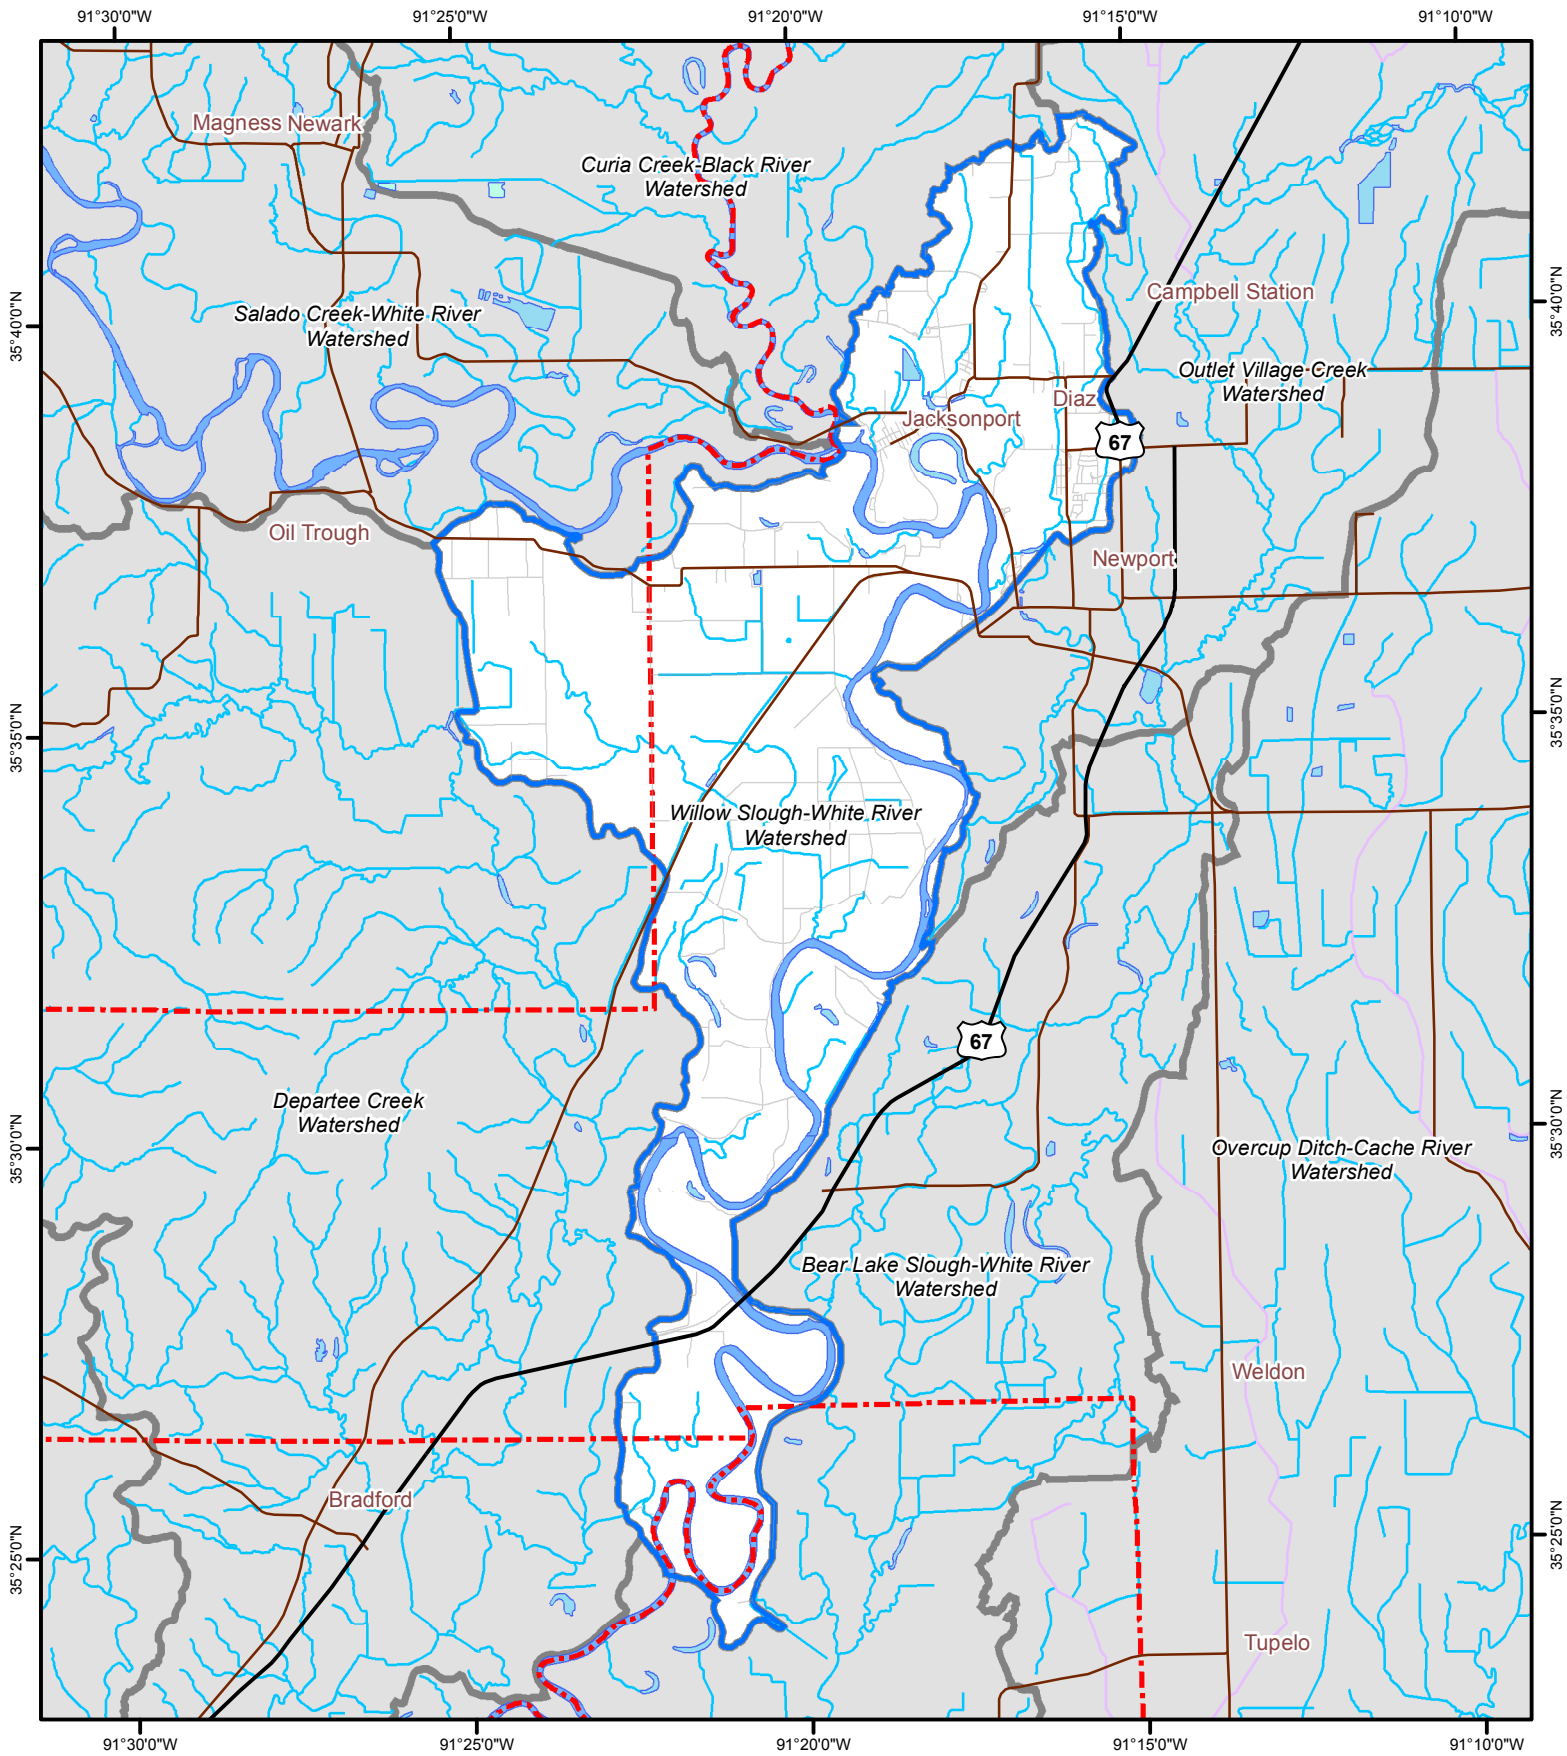 91°30'0"W 91°25'0"W 91°20'0"W 91°15'0"W 91°10'0"W
Magness Newark
Curia Creek-Black River
Watershed
35°40'0"N
Campbell Station
35°40'0"N
Salado Creek-White River
Watershed
Outlet Village Creek
Watershed
Diaz
Jacksonport
67
Oil Trough
Newport
35°35'0"N
35°35'0"N
Willow Slough-White River
Watershed
67
Departee Creek
Watershed
35°30'0"N
35°30'0"N
Overcup Ditch-Cache River
Watershed
Bear Lake Slough-White River
Watershed
Weldon
Bradford
35°25'0"N
35°25'0"N
Tupelo
91°30'0"W 91°25'0"W 91°20'0"W 91°15'0"W 91°10'0"W